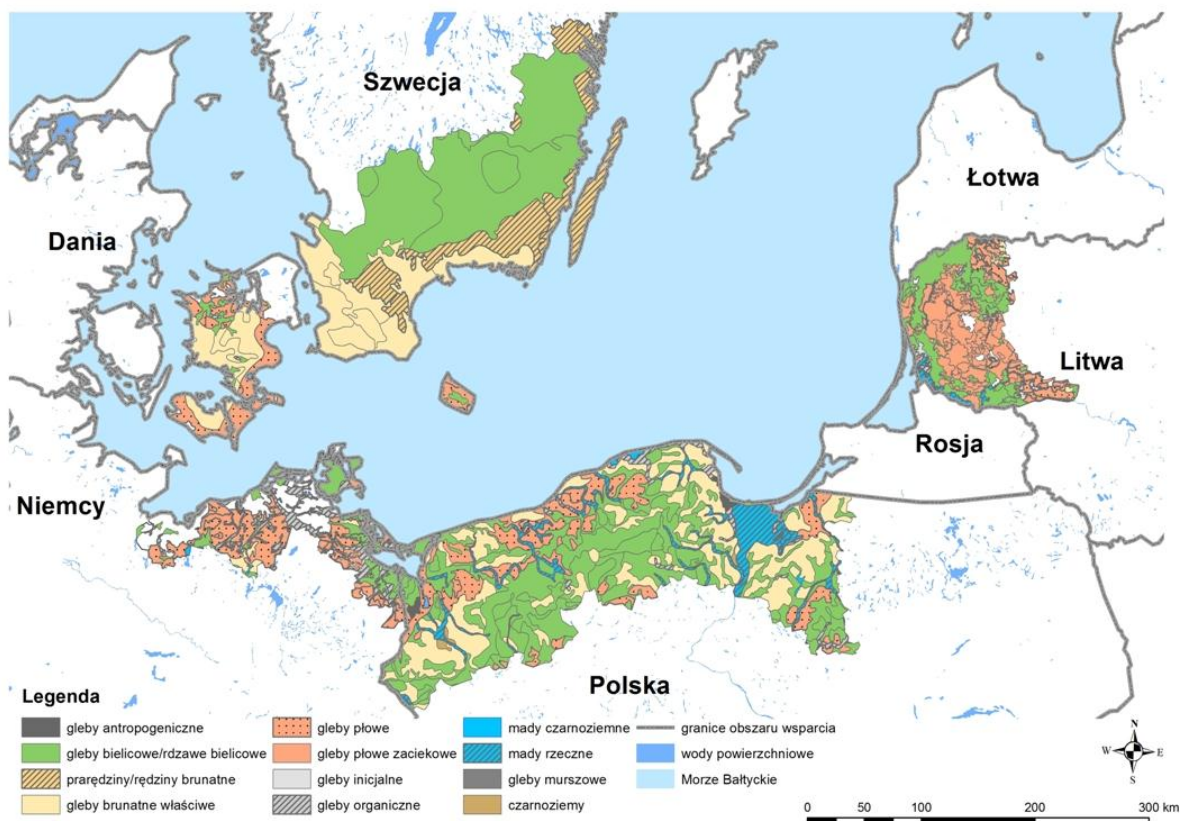 Szwecja
Łotwa
Dania
Litwa
Rosja
Niemcy
Polska
Legenda
gleby antropogeniczne
gleby bielicowe/rdzawe bielicowe
prarędziny/rędziny brunatne
gleby brunatne właściwe
gleby płowe
gleby płowe zaciekowe
gleby inicjalne
gleby organiczne
mady czarnoziemne
mady rzeczne
gleby murszowe
czarnoziemy
granice obszaru wsparcia
wody powierzchniowe
Morze Bałtyckie
N
W E
S
0 50 100 200 300 km